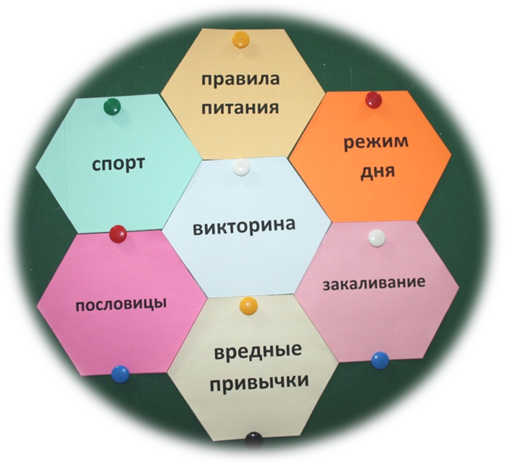 правила
питания
спорт
режим
дня
викторина
пословицы
закаливание
вредные
привычки